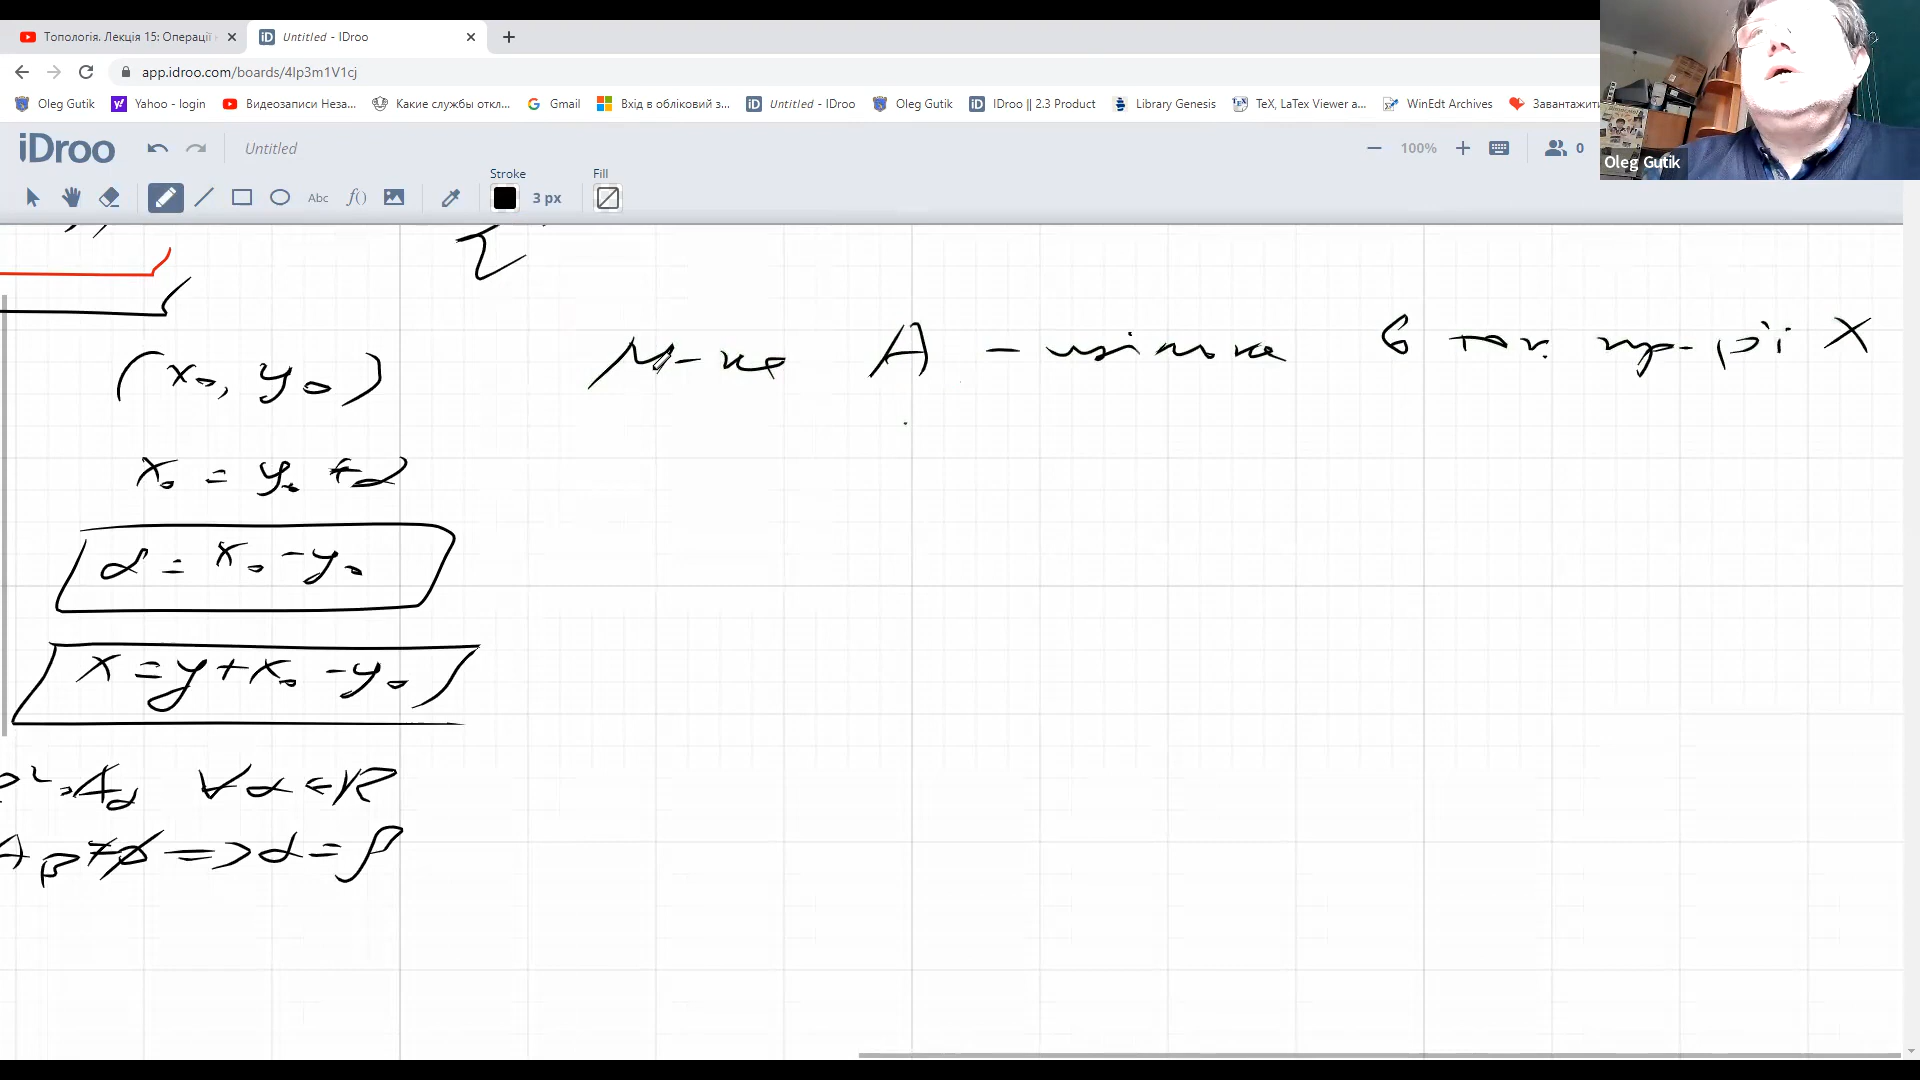 Топологія. Лекція 15: Операції
Untitled - IDroo
app.idroo.com/boards/4lp3m1V1cj
Oleg Gutik
Yahoo - login
Видеозаписи Неза...
Какие службы откл...
Gmail
Вхід в обліковий з...
Untitled - IDroo
Oleg Gutik
IDroo || 2.3 Product
Library Genesis
TeX, LaTex Viewer a...
WinEdt Archives
Завантажити
Oleg Gutik
iDroo
Untitled
100%
0
Stroke
Fill
Abc
f()
3 px
М-на A - щільна в топ. пр-рі X
(x₀, y₀)
x₀ = y₀ + α
α = x₀ - y₀
x = y + x₀ - y₀
A_α ∀α ∈ ℝ
A_β ≠ ∅ => α = β